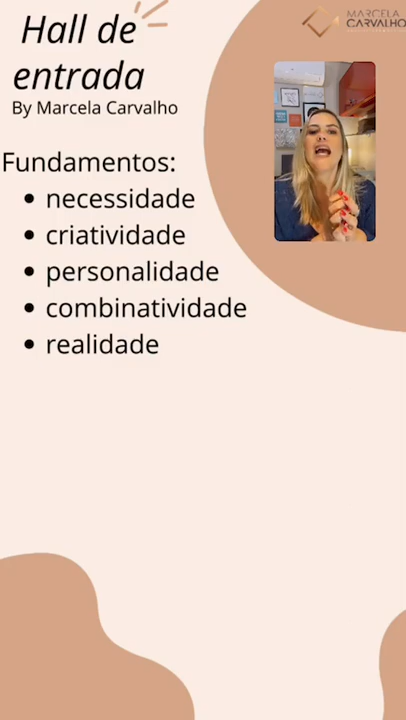 Hall de
entrada
By Marcela Carvalho
Fundamentos:
necessidade
criatividade
personalidade
combinatividade
realidade
MARCELA
CARVALHO